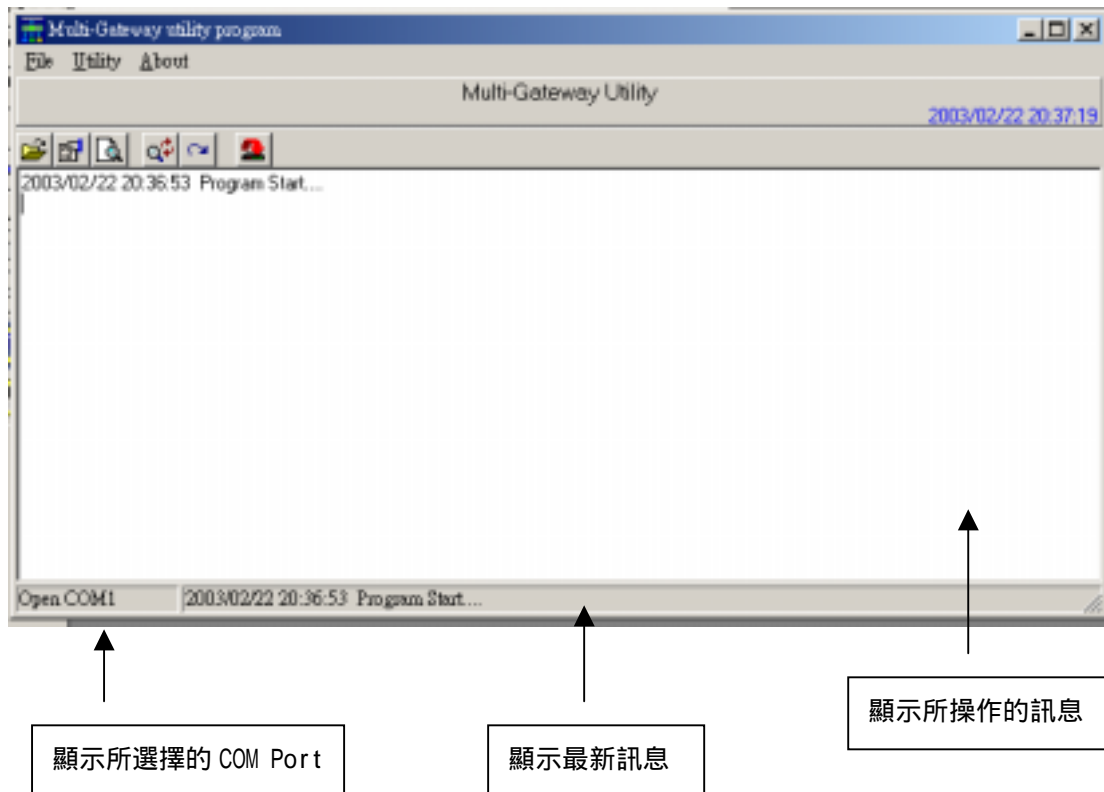 Multi-Gateway utility program
File Utility About
Multi-Gateway Utility
2003/02/22 20:37:19
2003/02/22 20:36:53 Program Start....
Open COM1
2003/02/22 20:36:53 Program Start....
顯示所操作的訊息
顯示所選擇的 COM Port
顯示最新訊息